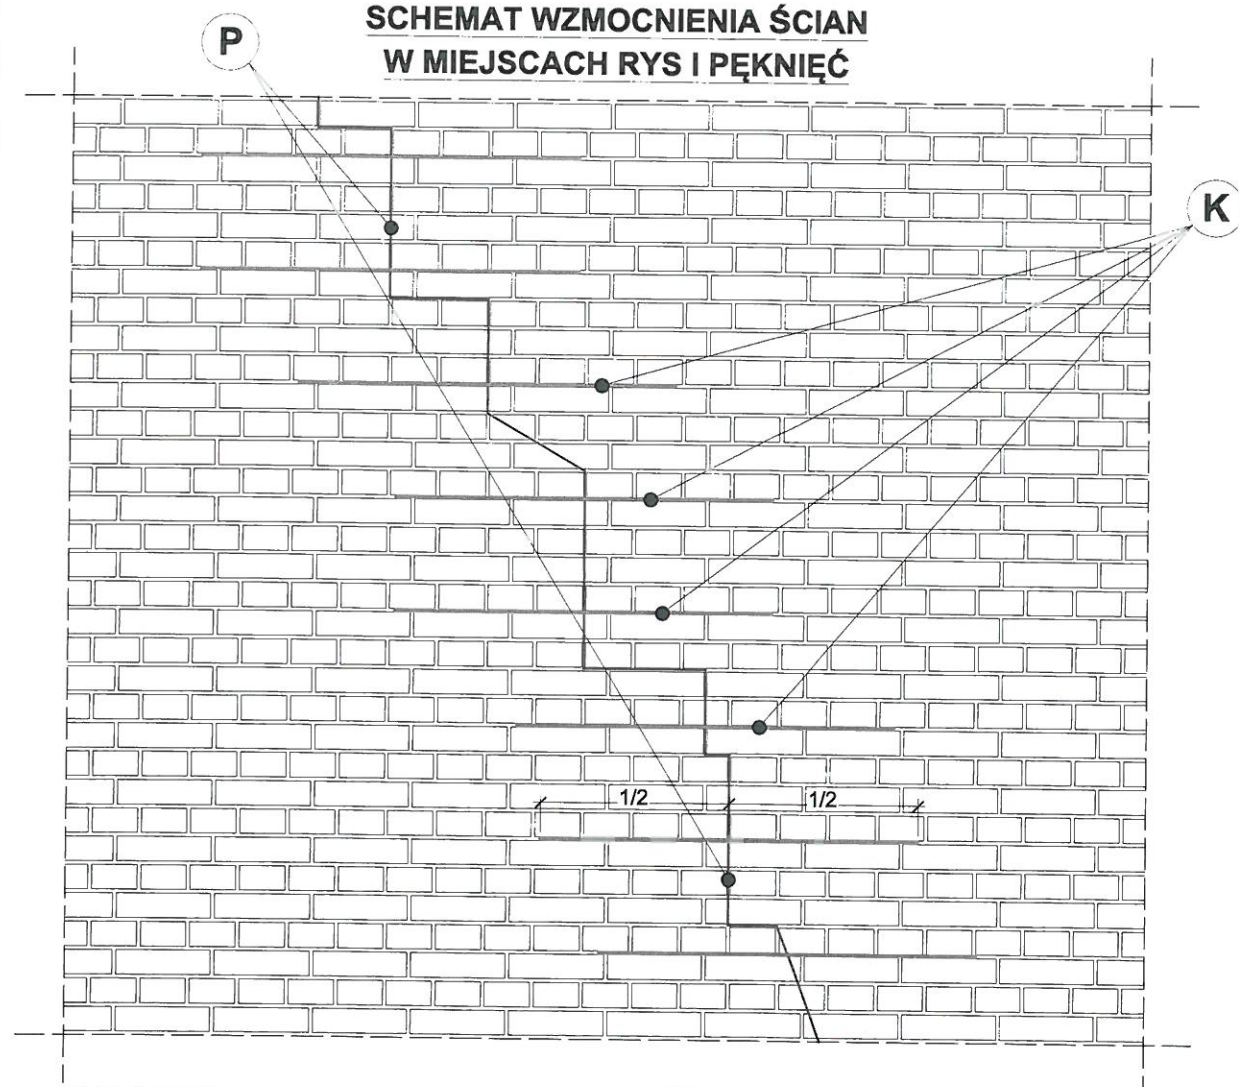 SCHEMAT WZMOCNIENIA ŚCIAN
W MIEJSCACH RYS I PĘKNIĘĆ
P
K
1/2 1/2